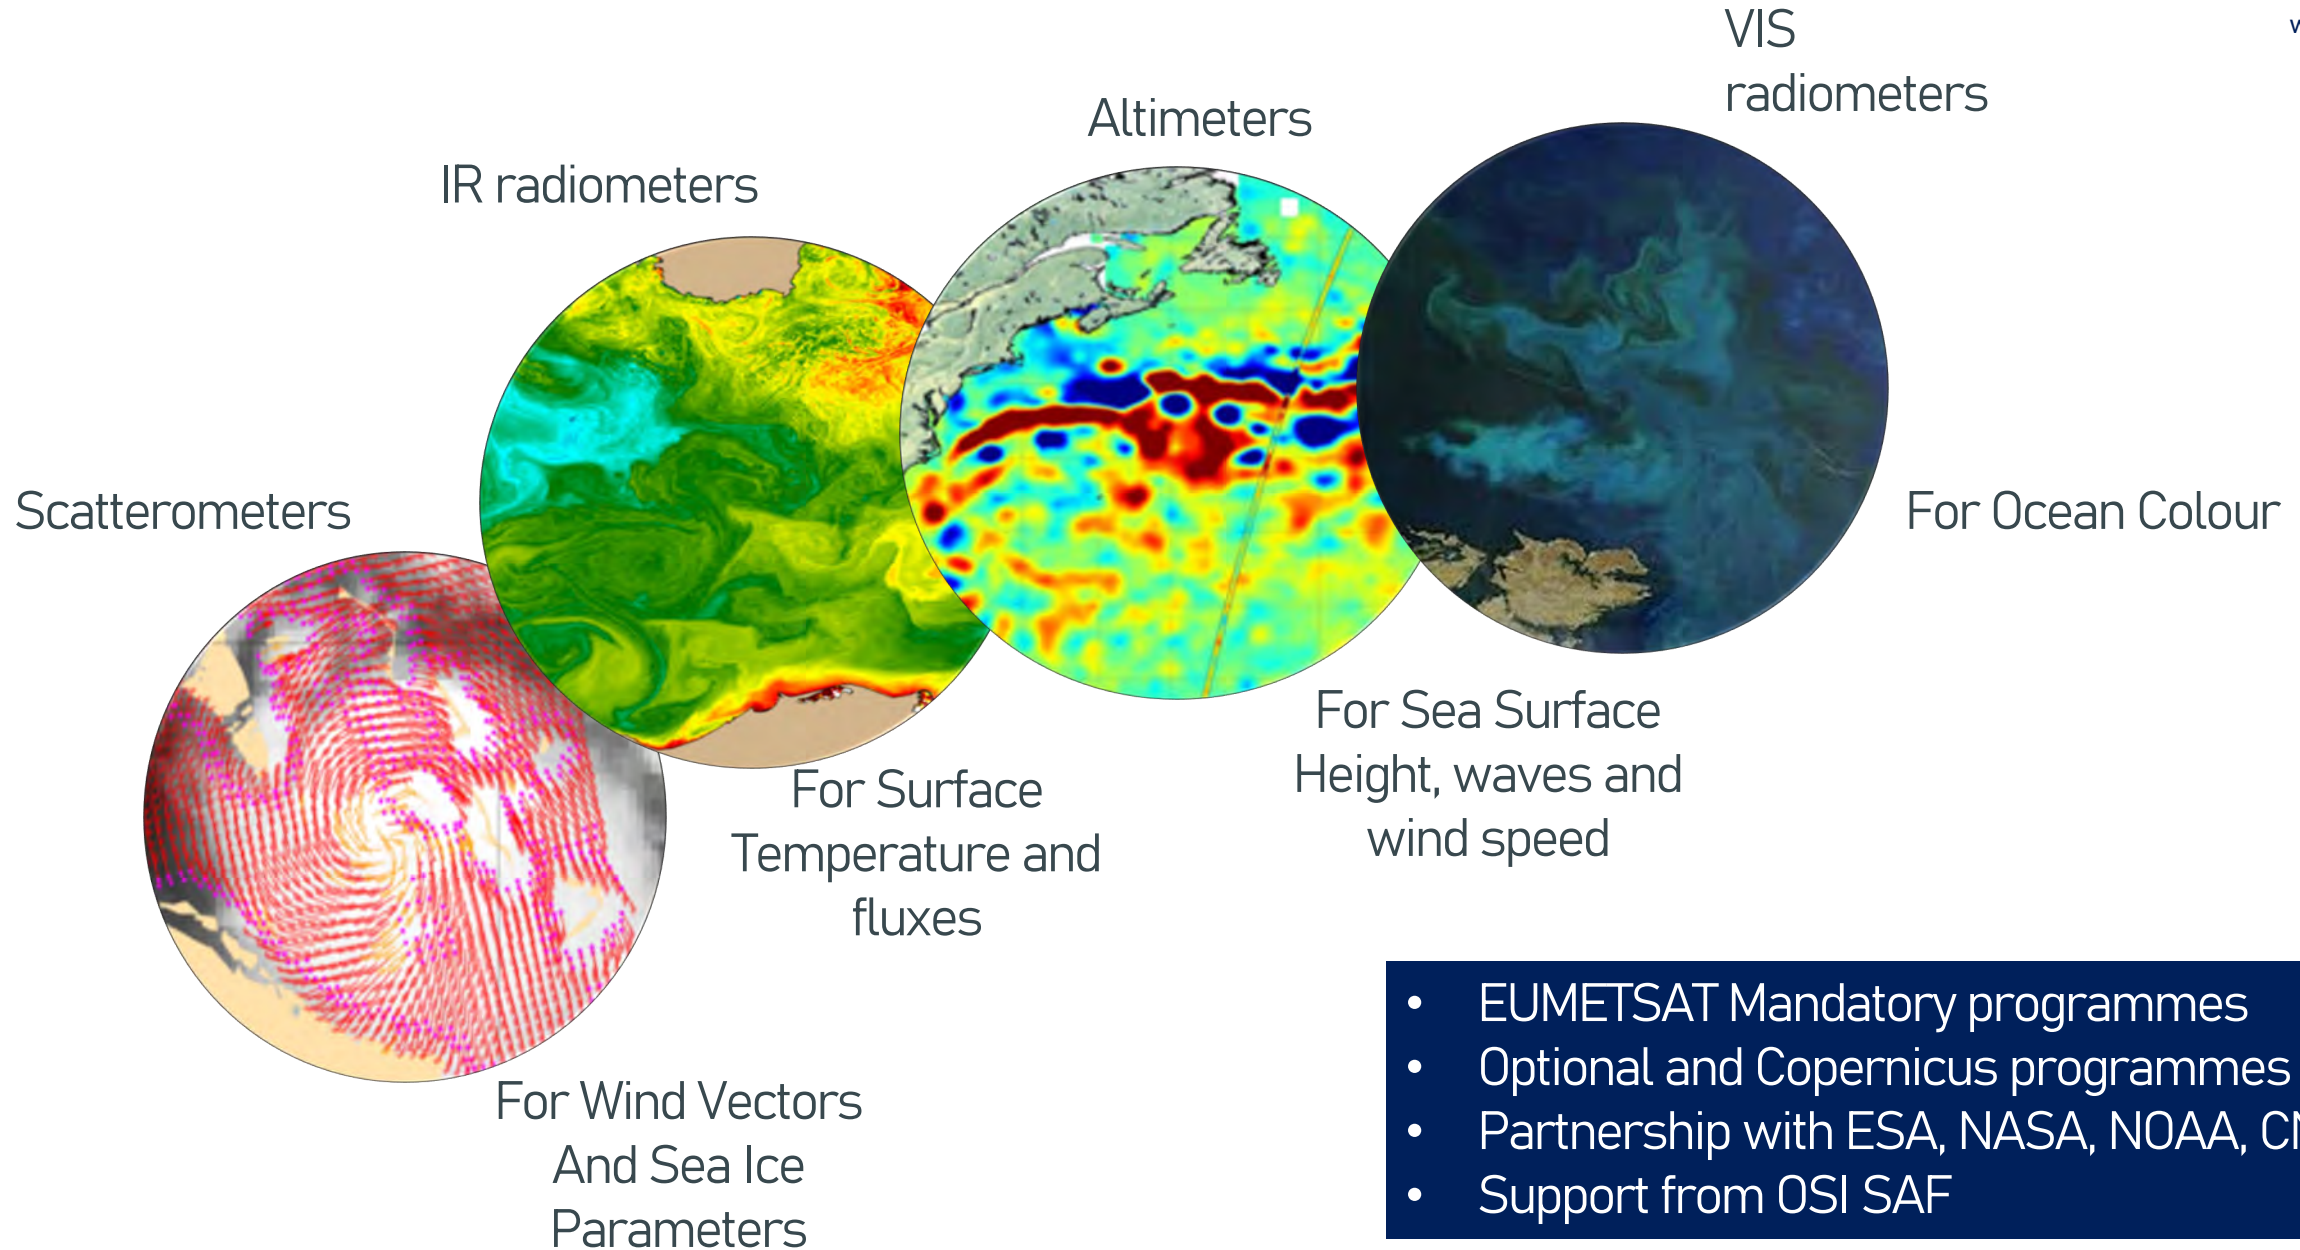 VIS
radiometers
Altimeters
IR radiometers
Scatterometers
For Ocean Colour
For Sea Surface
Height, waves and
wind speed
For Surface
Temperature and
fluxes
For Wind Vectors
And Sea Ice
Parameters
• EUMETSAT Mandatory programmes
• Optional and Copernicus programmes
• Partnership with ESA, NASA, NOAA,
• Support from OSI SAF